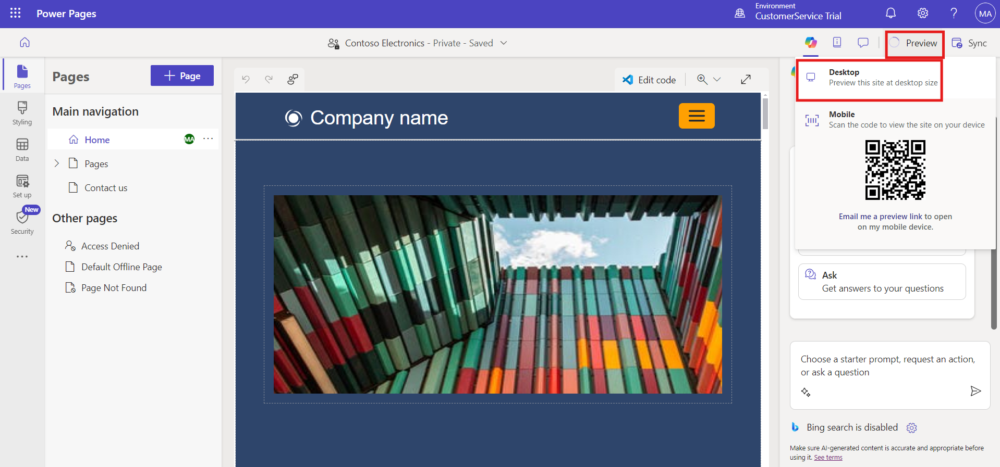 Power Pages
Environment
CustomerService Trial
MA
Contoso Electronics - Private - Saved
Preview
Sync
Pages
Styling
Data
Set up
New
Security
Pages
+ Page
Main navigation
Home
MA
Pages
Contact us
Other pages
Access Denied
Default Offline Page
Page Not Found
Edit code
Company name
Desktop
Preview this site at desktop size
Mobile
Scan the code to view the site on your device
Email me a preview link to open
on my mobile device.
Ask
Get answers to your questions
Choose a starter prompt, request an action,
or ask a question
Bing search is disabled
Make sure AI-generated content is accurate and appropriate before
using it. See terms